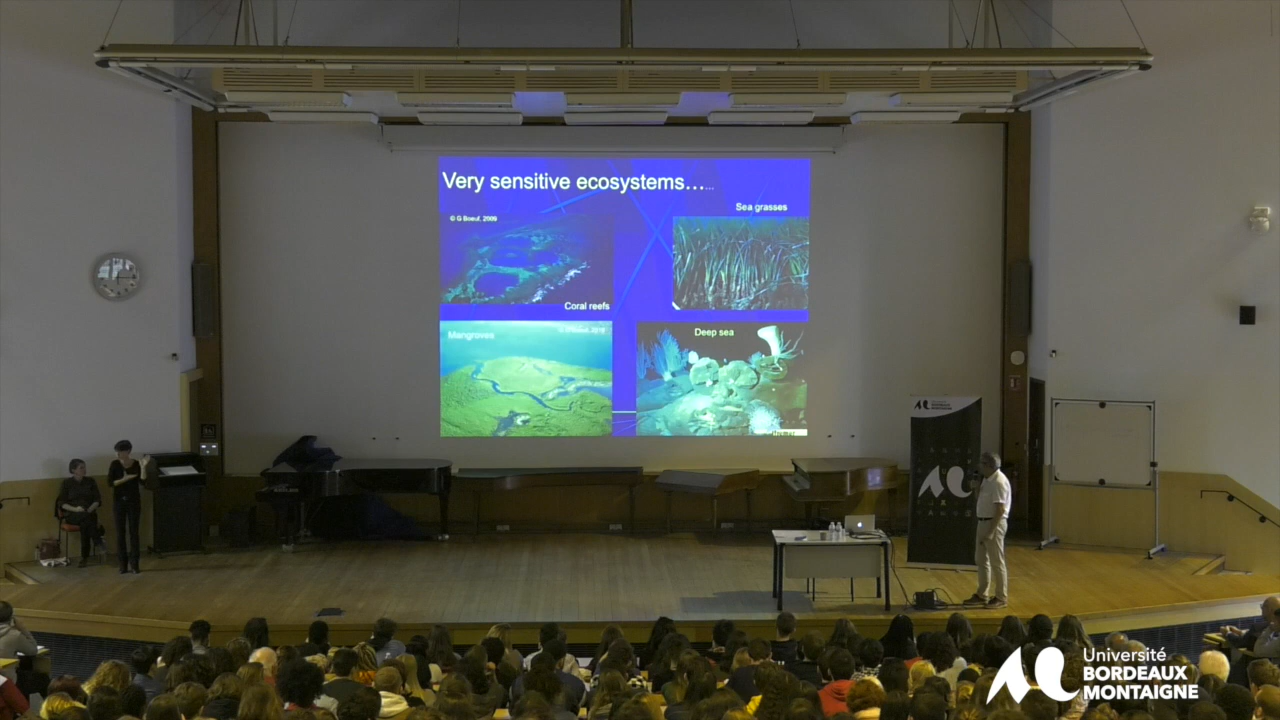 Very sensitive ecosystems……
Sea grasses
© G Boeuf, 2009
Coral reefs
Mangroves
Deep sea
Université
BORDEAUX
MONTAIGNE